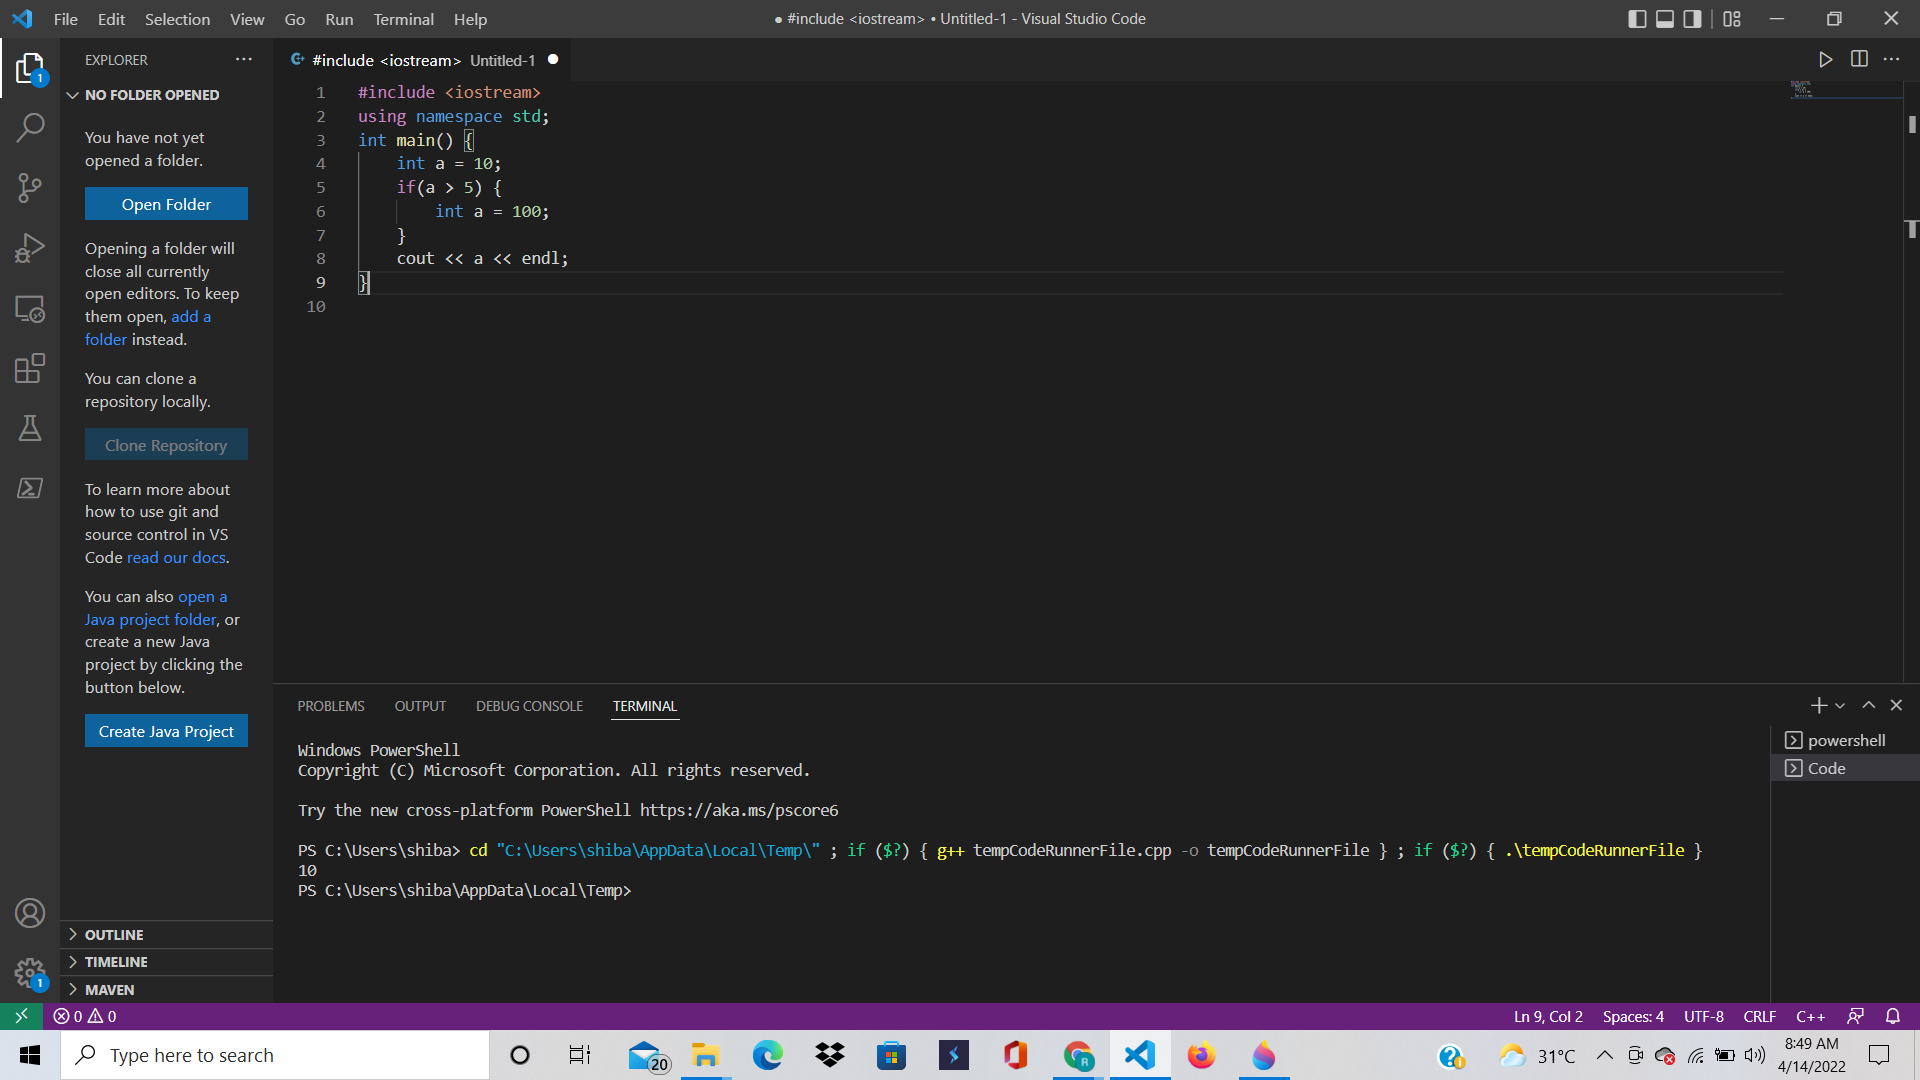 File Edit Selection View Go Run Terminal Help
● #include <iostream> • Untitled-1 - Visual Studio Code
EXPLORER
NO FOLDER OPENED
You have not yet
opened a folder.
Open Folder
Opening a folder will
close all currently
open editors. To keep
them open, add a
folder instead.
You can clone a
repository locally.
Clone Repository
To learn more about
how to use git and
source control in VS
Code read our docs.
You can also open a
Java project folder, or
create a new Java
project by clicking the
button below.
Create Java Project
OUTLINE
TIMELINE
MAVEN
1
1
#include <iostream> Untitled-1 ●
1 #include <iostream>
2 using namespace std;
3 int main() {
4 int a = 10;
5 if(a > 5) {
6 int a = 100;
7 }
8 cout << a << endl;
9 }
10
PROBLEMS OUTPUT DEBUG CONSOLE TERMINAL
Windows PowerShell
Copyright (C) Microsoft Corporation. All rights reserved.
Try the new cross-platform PowerShell https://aka.ms/pscore6
PS C:\Users\shiba> cd "C:\Users\shiba\AppData\Local\Temp\" ; if ($?) { g++ tempCodeRunnerFile.cpp -o tempCodeRunnerFile } ; if ($?) { .\tempCodeRunnerFile }
10
PS C:\Users\shiba\AppData\Local\Temp>
powershell
Code
0 0
Ln 9, Col 2 Spaces: 4 UTF-8 CRLF C++
Type here to search
20
R
31°C
8:49 AM
4/14/2022